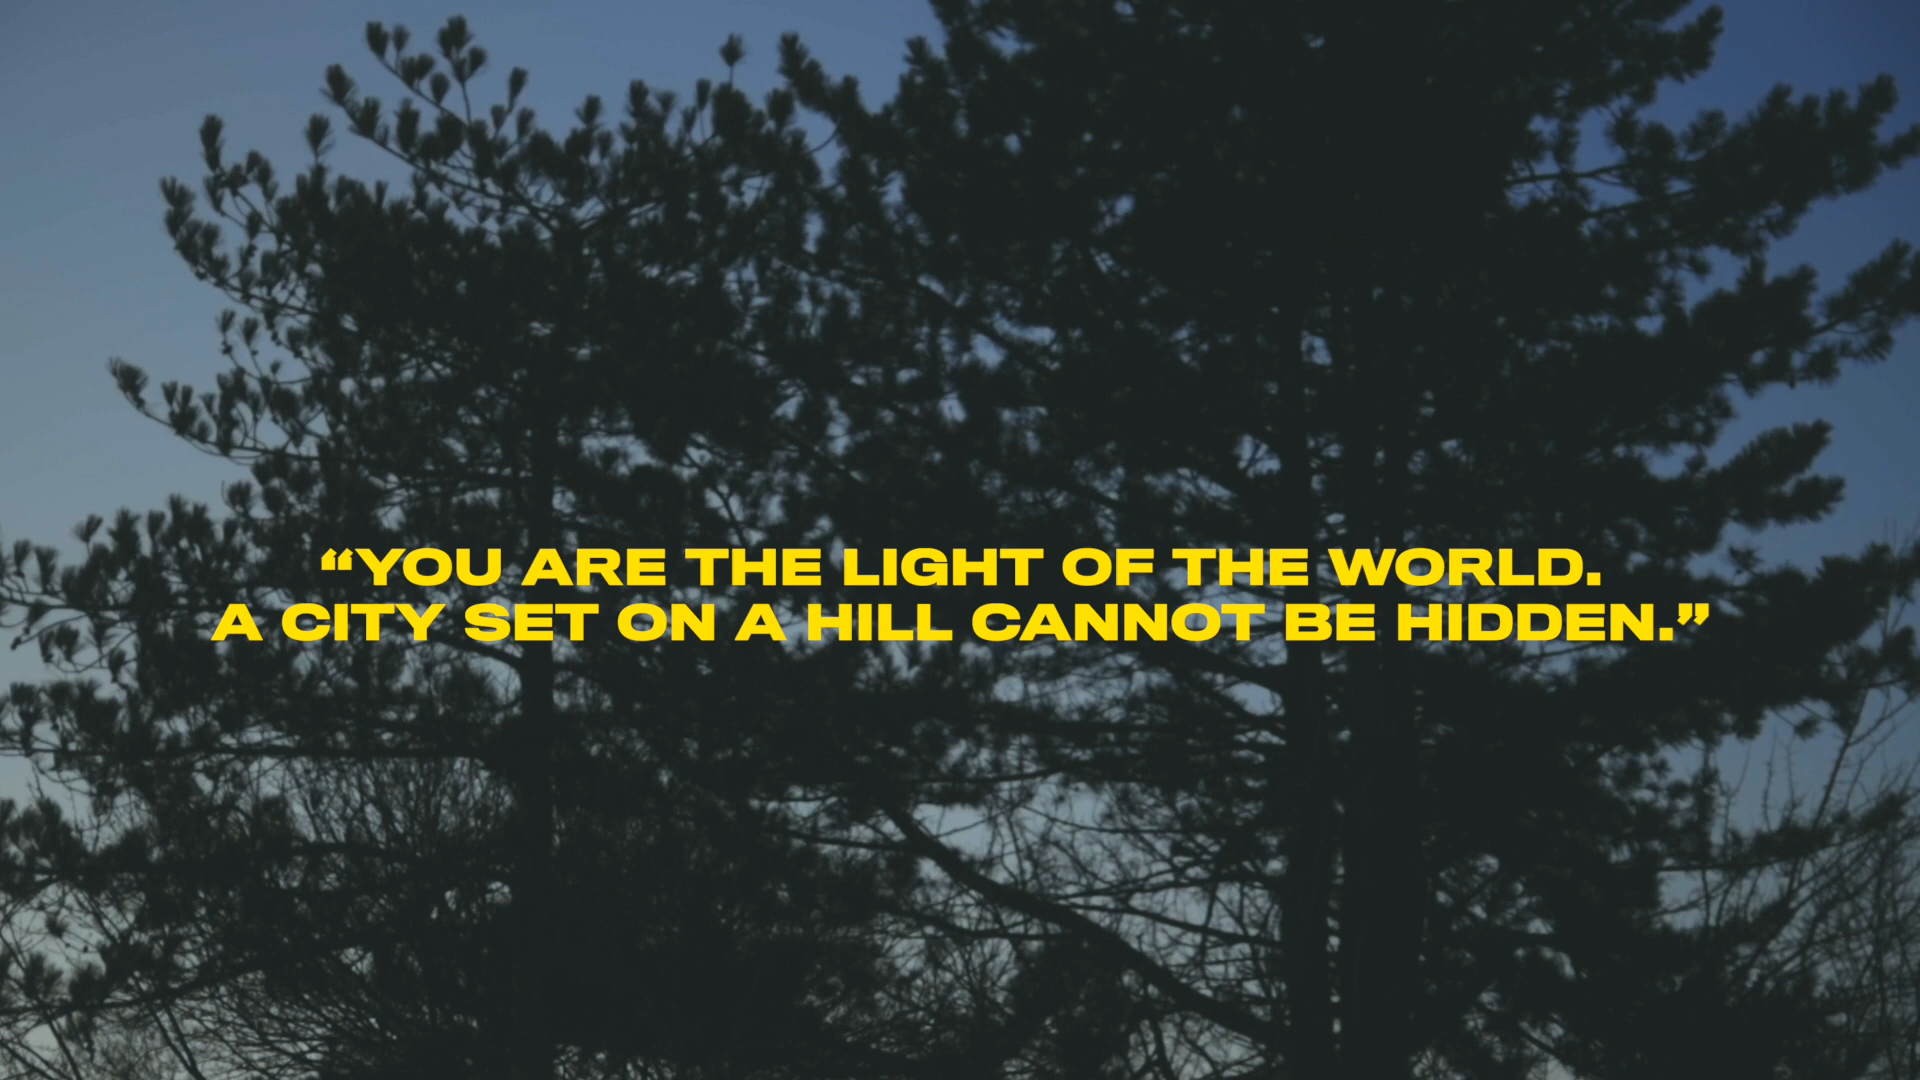 “YOU ARE THE LIGHT OF THE WORLD.
A CITY SET ON A HILL CANNOT BE HIDDEN.”